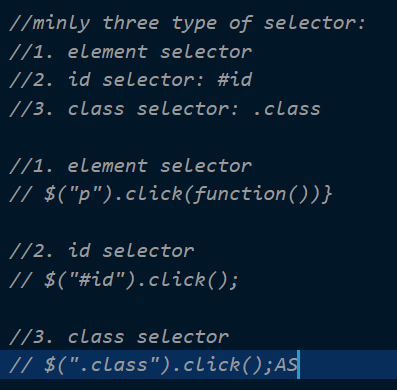 //minly three type of selector:
//1. element selector
//2. id selector: #id
//3. class selector: .class
//1. element selector
// $("p").click(function())}
//2. id selector
// $("#id").click();
//3. class selector
// $(".class").click();AS